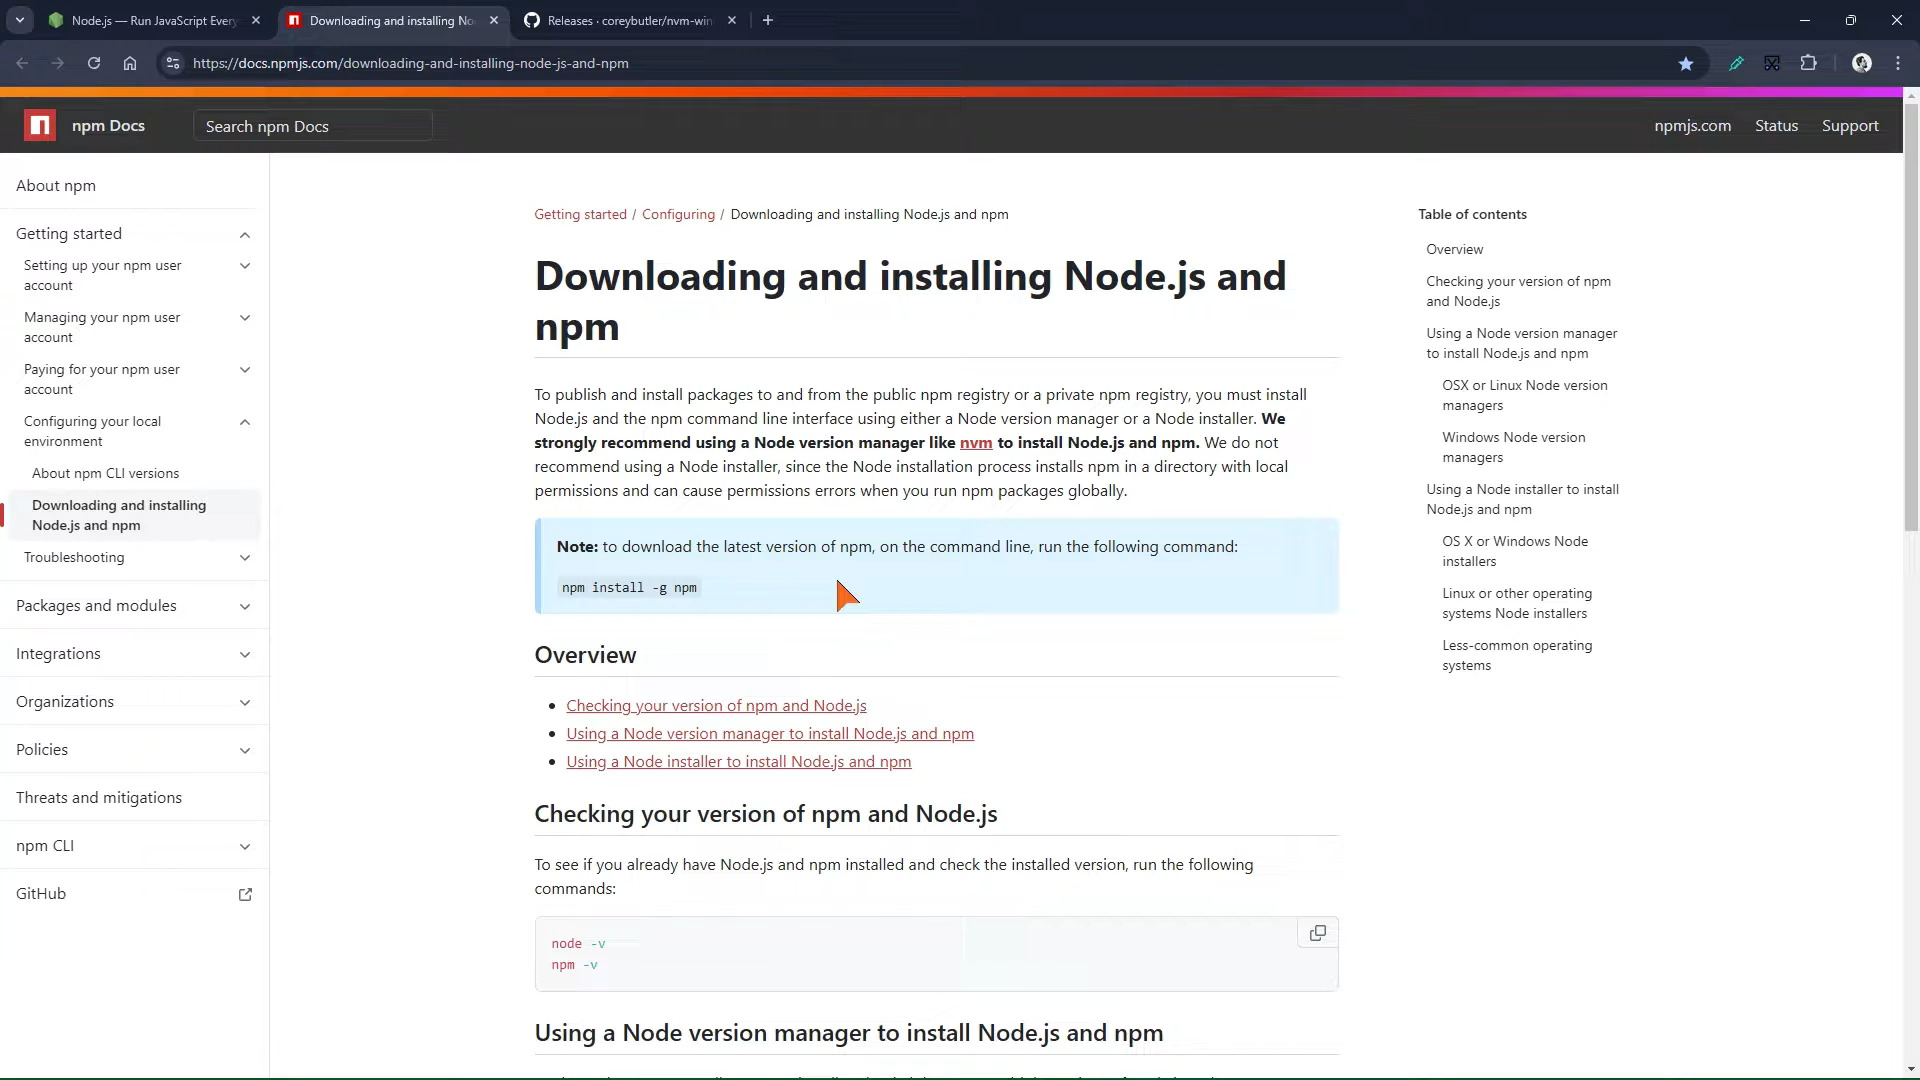 Node.js — Run JavaScript Every
Downloading and installing No
Releases · coreybutler/nvm-win
https://docs.npmjs.com/downloading-and-installing-node-js-and-npm
npm Docs
Search npm Docs
npmjs.com
Status
Support
About npm
Getting started
Setting up your npm user
account
Managing your npm user
account
Paying for your npm user
account
Configuring your local
environment
About npm CLI versions
Downloading and installing
Node.js and npm
Troubleshooting
Packages and modules
Integrations
Organizations
Policies
Threats and mitigations
npm CLI
GitHub
Getting started / Configuring / Downloading and installing Node.js and npm
Downloading and installing Node.js and
npm
To publish and install packages to and from the public npm registry or a private npm registry, you must install
Node.js and the npm command line interface using either a Node version manager or a Node installer. We
strongly recommend using a Node version manager like nvm to install Node.js and npm. We do not
recommend using a Node installer, since the Node installation process installs npm in a directory with local
permissions and can cause permissions errors when you run npm packages globally.
Note: to download the latest version of npm, on the command line, run the following command:
npm install -g npm
Overview
• Checking your version of npm and Node.js
• Using a Node version manager to install Node.js and npm
• Using a Node installer to install Node.js and npm
Checking your version of npm and Node.js
To see if you already have Node.js and npm installed and check the installed version, run the following
commands:
node -v
npm -v
Using a Node version manager to install Node.js and npm
Table of contents
Overview
Checking your version of npm
and Node.js
Using a Node version manager
to install Node.js and npm
OSX or Linux Node version
managers
Windows Node version
managers
Using a Node installer to install
Node.js and npm
OS X or Windows Node
installers
Linux or other operating
systems Node installers
Less-common operating
systems